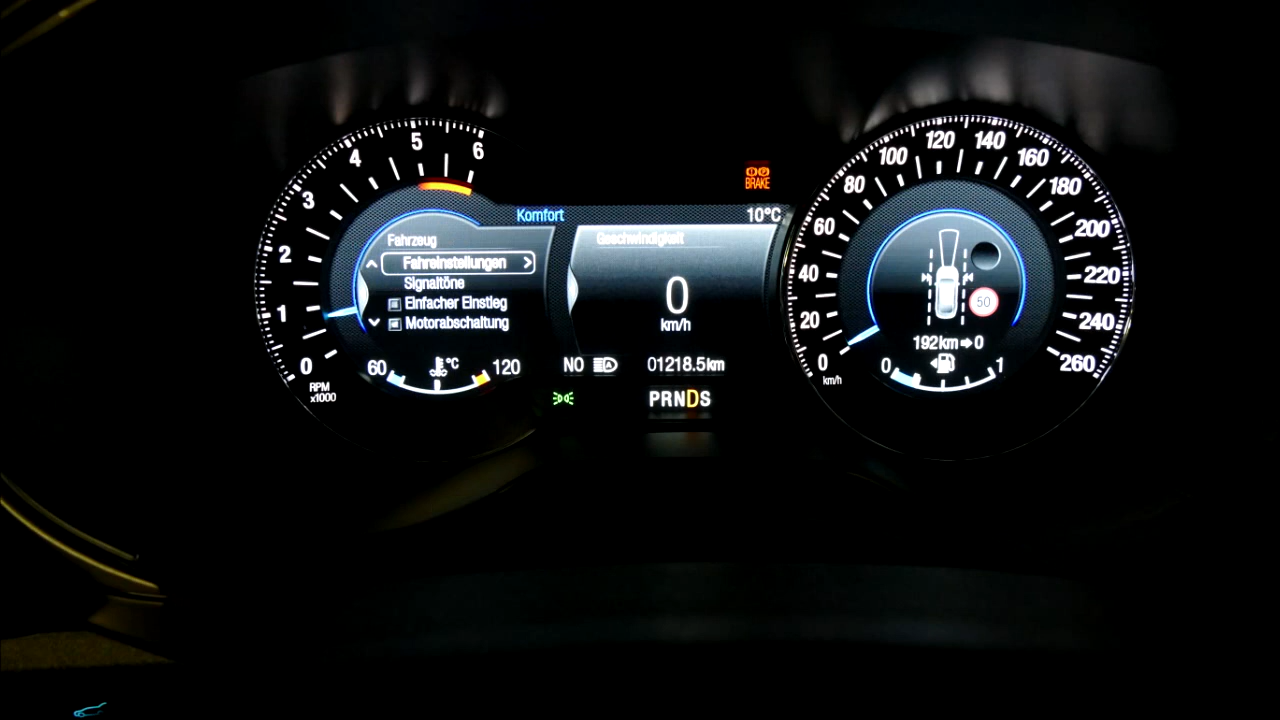 0 1 2 3 4 5 6
RPM
x1000
Komfort
Fahrzeug
Fahreinstellungen
Signaltöne
Einfacher Einstieg
Motorabschaltung
60 °C 120
BRAKE
10°C
Geschwindigkeit
0
km/h
NO A 01218.5km
PRNDS
0 20 40 60 80 100 120 140 160 180 200 220 240 260
km/h
50
192km➡0
0 1